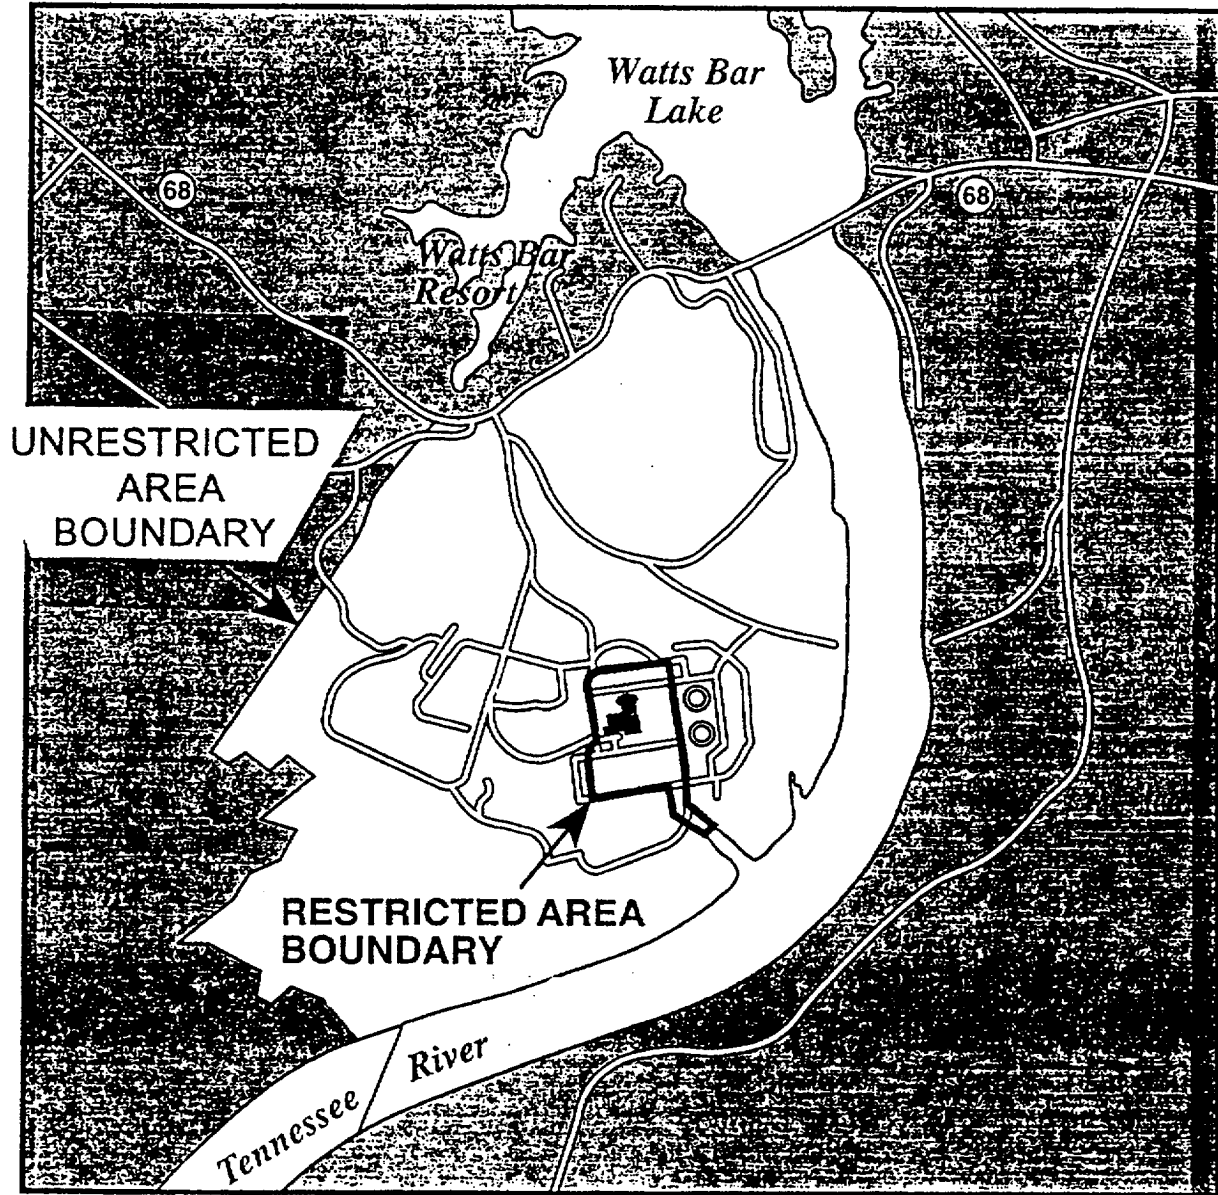 Watts Bar
Lake
68
68
Watts Bar
Resort
UNRESTRICTED
AREA
BOUNDARY
RESTRICTED AREA
BOUNDARY
Tennessee River